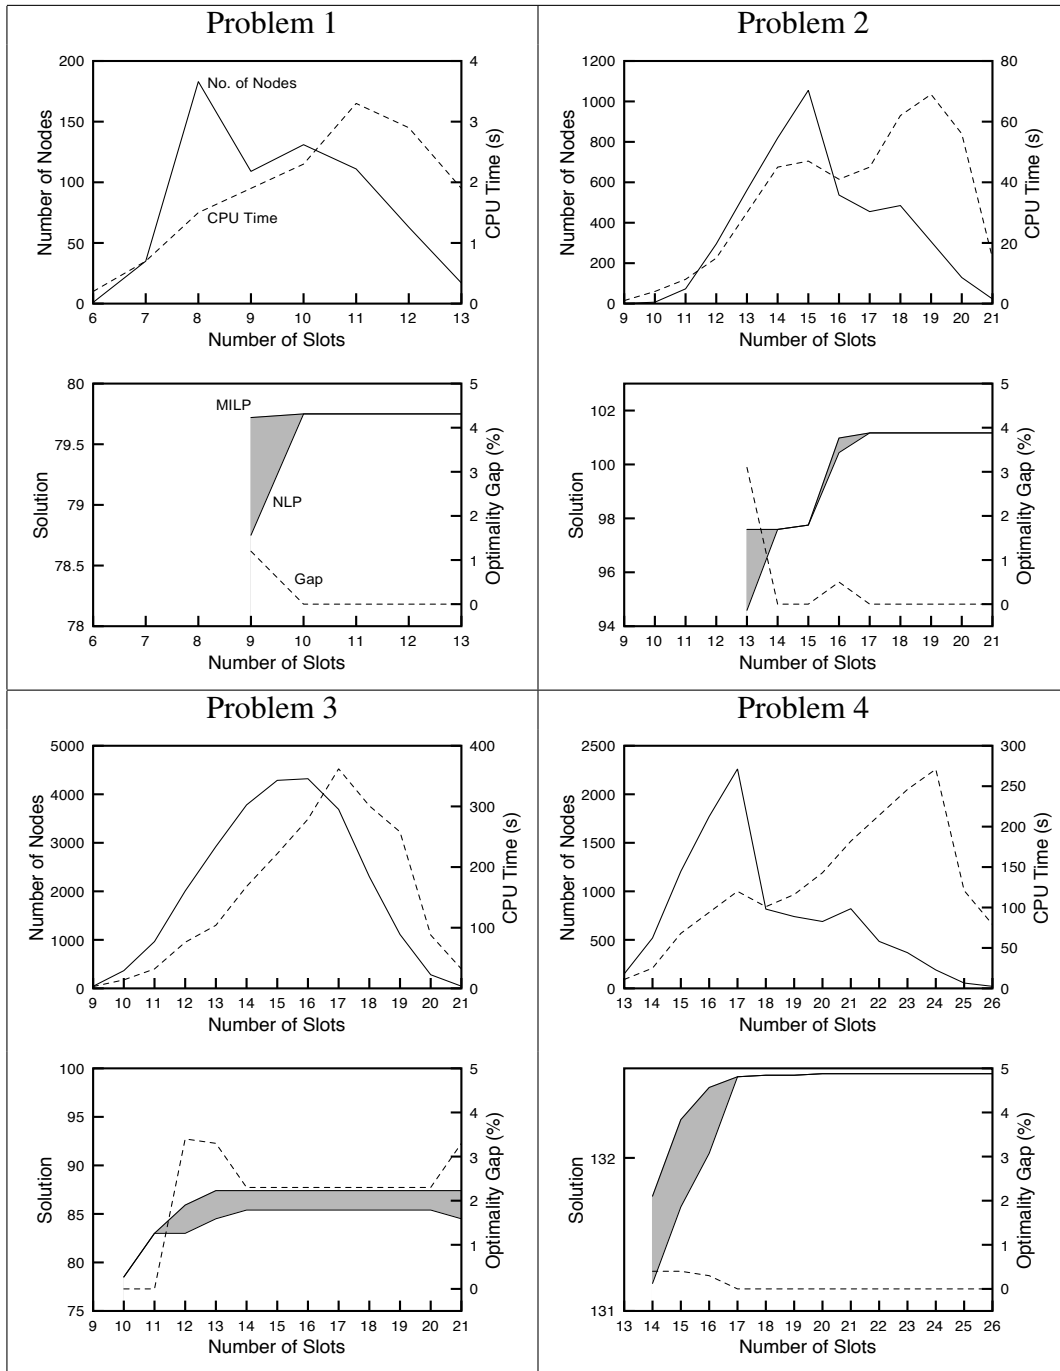 Problem 1
200
150
100
50
0
Number of Nodes
No. of Nodes
CPU Time
4
3
2
1
0
CPU Time (s)
6 7 8 9 10 11 12 13
Number of Slots
80
79.5
79
78.5
78
Solution
MILP
NLP
Gap
5
4
3
2
1
0
Optimality Gap (%)
6 7 8 9 10 11 12 13
Number of Slots
Problem 2
1200
1000
800
600
400
200
0
Number of Nodes
80
60
40
20
0
CPU Time (s)
9 10 11 12 13 14 15 16 17 18 19 20 21
Number of Slots
102
100
98
96
94
Solution
5
4
3
2
1
0
Optimality Gap (%)
9 10 11 12 13 14 15 16 17 18 19 20 21
Number of Slots
Problem 3
5000
4000
3000
2000
1000
0
Number of Nodes
400
300
200
100
0
CPU Time (s)
9 10 11 12 13 14 15 16 17 18 19 20 21
Number of Slots
100
95
90
85
80
75
Solution
5
4
3
2
1
0
Optimality Gap (%)
9 10 11 12 13 14 15 16 17 18 19 20 21
Number of Slots
Problem 4
2500
2000
1500
1000
500
0
Number of Nodes
300
250
200
150
100
50
0
CPU Time (s)
13 14 15 16 17 18 19 20 21 22 23 24 25 26
Number of Slots
132
131
Solution
5
4
3
2
1
0
Optimality Gap (%)
13 14 15 16 17 18 19 20 21 22 23 24 25 26
Number of Slots